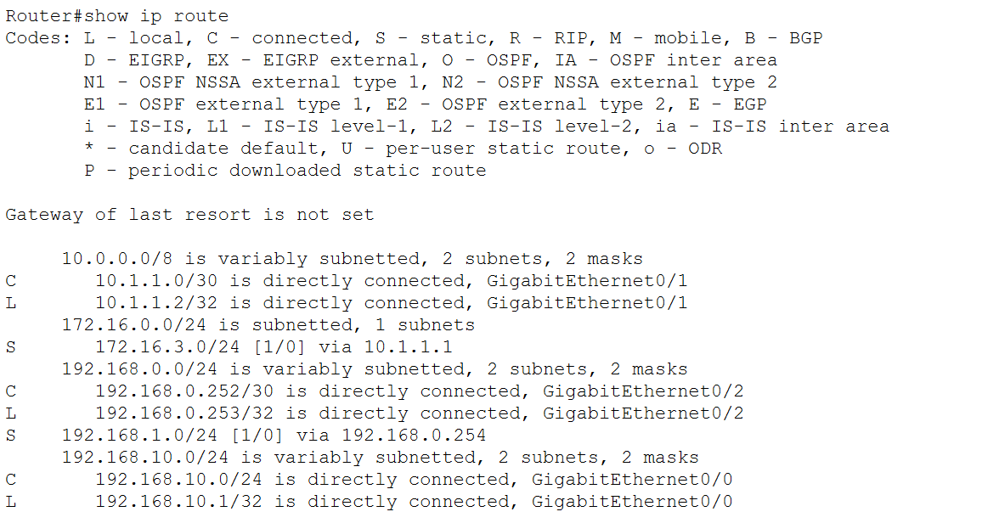 Router#show ip route
Codes: L - local, C - connected, S - static, R - RIP, M - mobile, B - BGP
       D - EIGRP, EX - EIGRP external, O - OSPF, IA - OSPF inter area
       N1 - OSPF NSSA external type 1, N2 - OSPF NSSA external type 2
       E1 - OSPF external type 1, E2 - OSPF external type 2, E - EGP
       i - IS-IS, L1 - IS-IS level-1, L2 - IS-IS level-2, ia - IS-IS inter area
       * - candidate default, U - per-user static route, o - ODR
       P - periodic downloaded static route

Gateway of last resort is not set

     10.0.0.0/8 is variably subnetted, 2 subnets, 2 masks
C       10.1.1.0/30 is directly connected, GigabitEthernet0/1
L       10.1.1.2/32 is directly connected, GigabitEthernet0/1
     172.16.0.0/24 is subnetted, 1 subnets
S       172.16.3.0/24 [1/0] via 10.1.1.1
     192.168.0.0/24 is variably subnetted, 2 subnets, 2 masks
C       192.168.0.252/30 is directly connected, GigabitEthernet0/2
L       192.168.0.253/32 is directly connected, GigabitEthernet0/2
S    192.168.1.0/24 [1/0] via 192.168.0.254
     192.168.10.0/24 is variably subnetted, 2 subnets, 2 masks
C       192.168.10.0/24 is directly connected, GigabitEthernet0/0
L       192.168.10.1/32 is directly connected, GigabitEthernet0/0